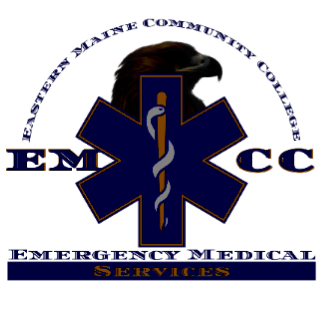 Eastern Maine Community College
EM CC
Emergency Medical
Services